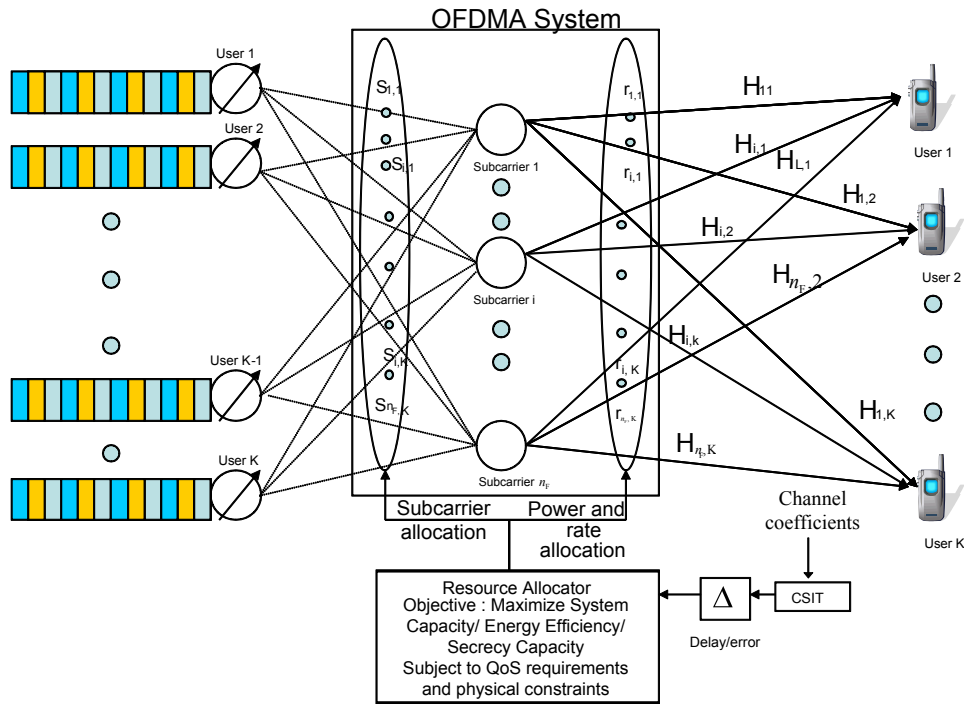 OFDMA System
User 1
User 2
User K-1
User K
S1,1
Si,1
Si,K
SnF,K
Subcarrier 1
Subcarrier i
Subcarrier nF
r1,1
ri,1
ri, K
rnF, K
H11
Hi,1
HL,1
H1,2
Hi,2
HnF,2
Hi,k
H1,K
HnF,K
User 1
User 2
User K
Subcarrier
allocation
Power and
rate
allocation
Channel
coefficients
CSIT
Δ
Delay/error
Resource Allocator
Objective : Maximize System
Capacity/ Energy Efficiency/
Secrecy Capacity
Subject to QoS requirements
and physical constraints